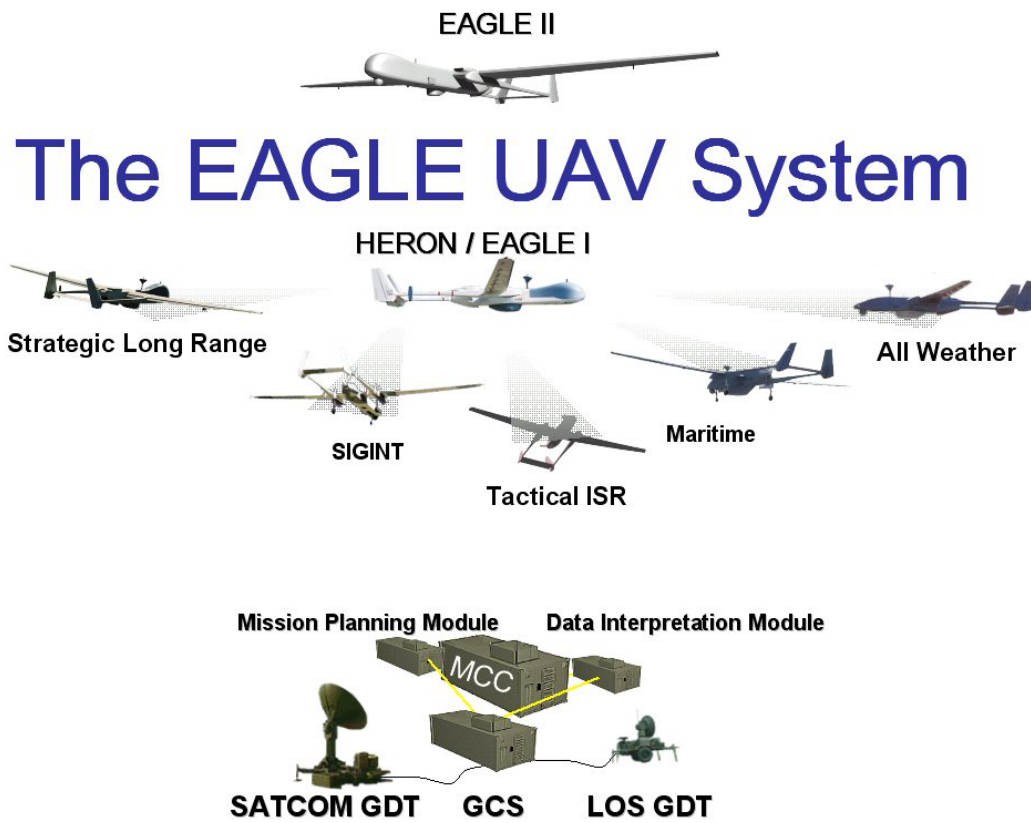 EAGLE II
The EAGLE UAV System
HERON / EAGLE I
Strategic Long Range
All Weather
SIGINT
Maritime
Tactical ISR
Mission Planning Module
Data Interpretation Module
MCC
SATCOM GDT
GCS
LOS GDT